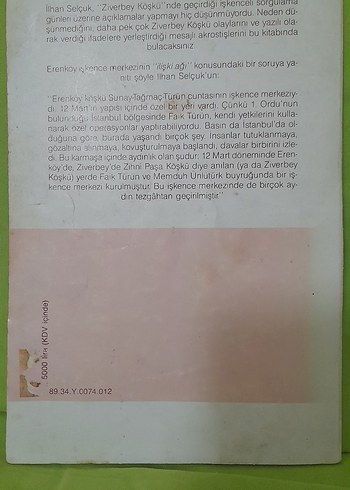 İlhan Selçuk, "Ziverbey Köşkü"nde geçirdiği işkenceli sorgulama
günleri üzerine açıklamalar yapmayı hiç düşünmüyordu. Neden dü-
şünmediğini, daha pek çok Ziverbey Köşkü olaylarını ve yazılı ola-
rak verdiği ifadelere yerleştirdiği mesajlı akrostişlerini bu kitabında
bulacaksınız.
Erenköy işkence merkezinin "ilişki ağı" konusundaki bir soruya ya-
nıtı şöyle İlhan Selçuk'un:
"Erenköy köşkü Sunay-Tağmaç-Türün cuntasının işkence merkeziy-
di. 12 Mart'ın yapısı içinde özel bir yeri vardı. Çünkü 1. Ordu'nun
bulunduğu İstanbul bölgesinde Faik Türün, kendi yetkilerini kulla-
narak özel operasyonlar yaptırabiliyordu. Basın da İstanbul'da ol-
duğuna göre, burada yaşandı birçok şey. İnsanlar tutuklanmaya,
gözaltına alınmaya, kovuşturulmaya başlandı, davalar birbirini izle-
di. Bu karmaşa içinde aydınlık olan şudur: 12 Mart döneminde Eren-
köy'de, Ziverbey'de Zihni Paşa Köşkü diye anılan (ya da Ziverbey
Köşkü) yerde Faik Türün ve Memduh Ünlütürk buyruğunda bir iş-
kence merkezi kurulmuştur. Bu işkence merkezinde de birçok ay-
dın tezgâhtan geçirilmiştir."
5000 lira (KDV içinde)
89.34.Y.0074.012